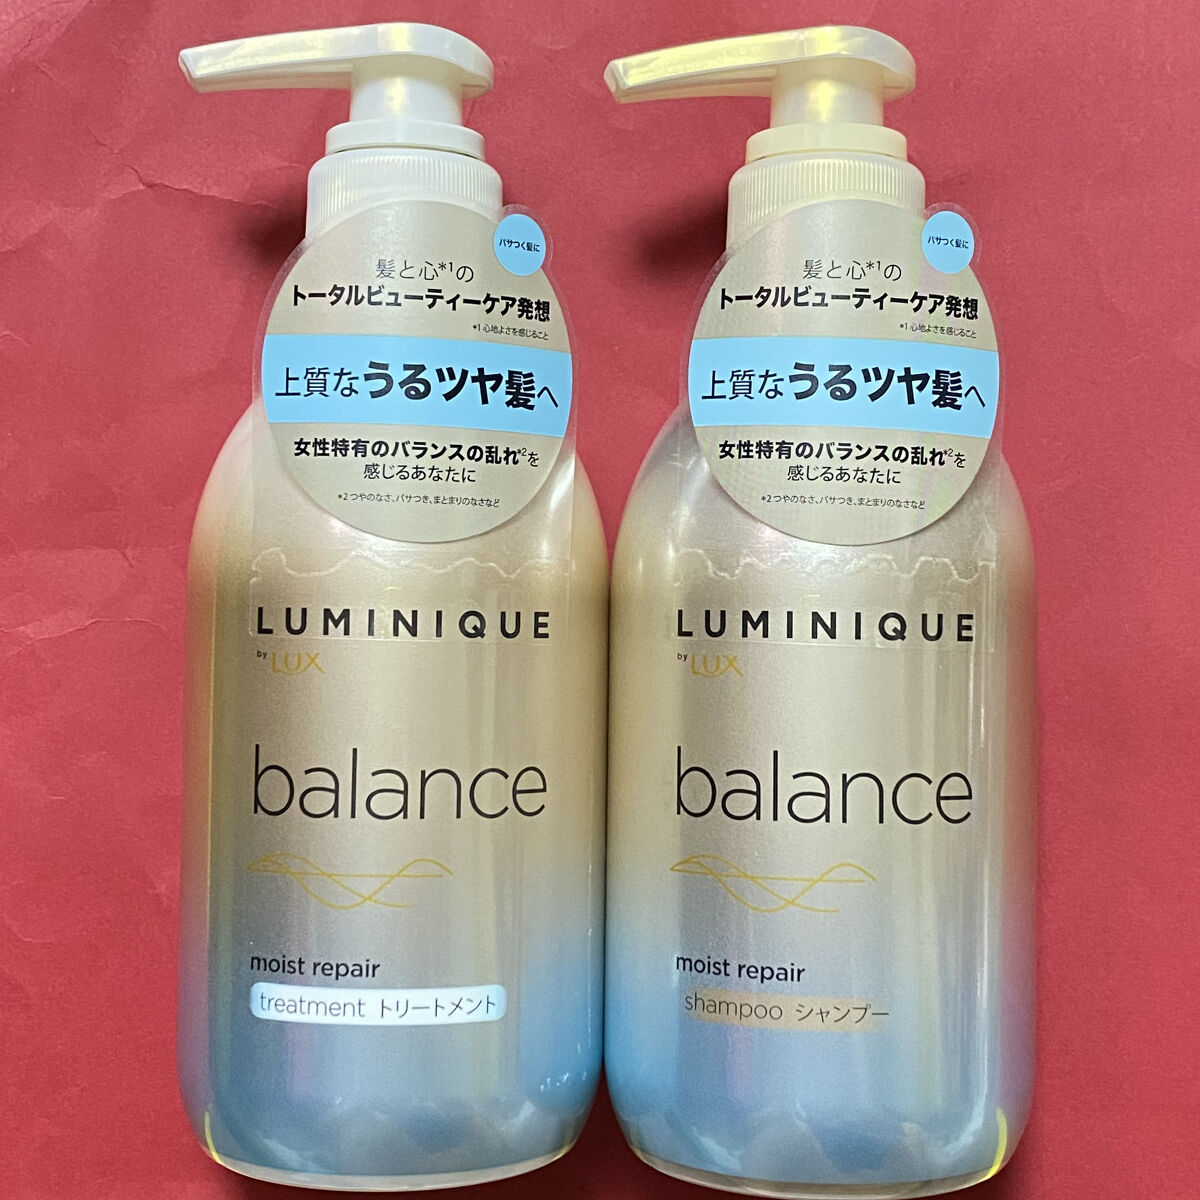 バサつく髪に
髪と心*1の
トータルビューティーケア発想
*1 心地よさを感じること
上質なうるツヤ髪へ
女性特有のバランスの乱れ*2を
感じるあなたに
*2 つやのなさ、パサつき、まとまりのなさなど
LUMINIQUE
by LUX
balance
moist repair
treatment トリートメント
バサつく髪に
髪と心*1の
トータルビューティーケア発想
*1 心地よさを感じること
上質なうるツヤ髪へ
女性特有のバランスの乱れ*2を
感じるあなたに
*2 つやのなさ、パサつき、まとまりのなさなど
LUMINIQUE
by LUX
balance
moist repair
shampoo シャンプー